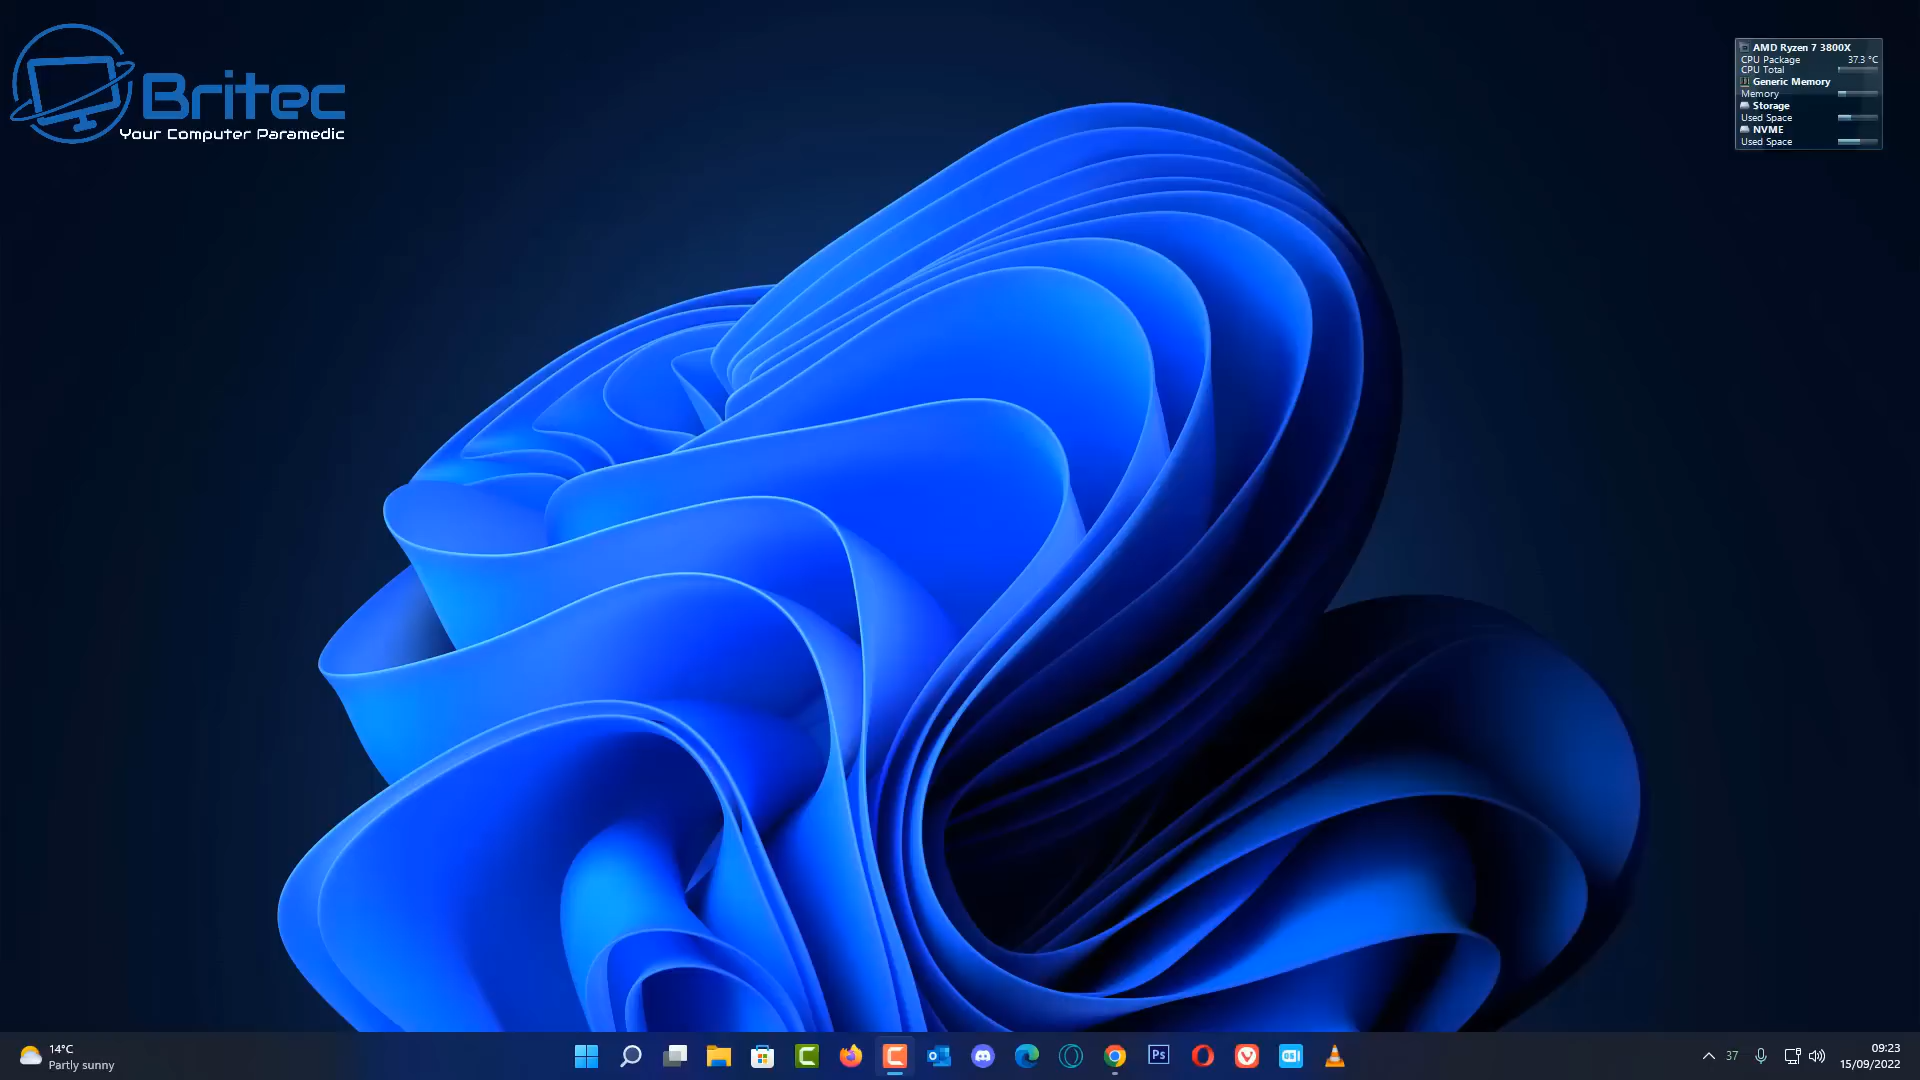 Britec
Your Computer Paramedic
AMD Ryzen 7 3800X
CPU Package 37.3 °C
CPU Total
Generic Memory
Memory
Storage
Used Space
NVME
Used Space
14°C
Partly sunny
Ps
37
09:23
15/09/2022